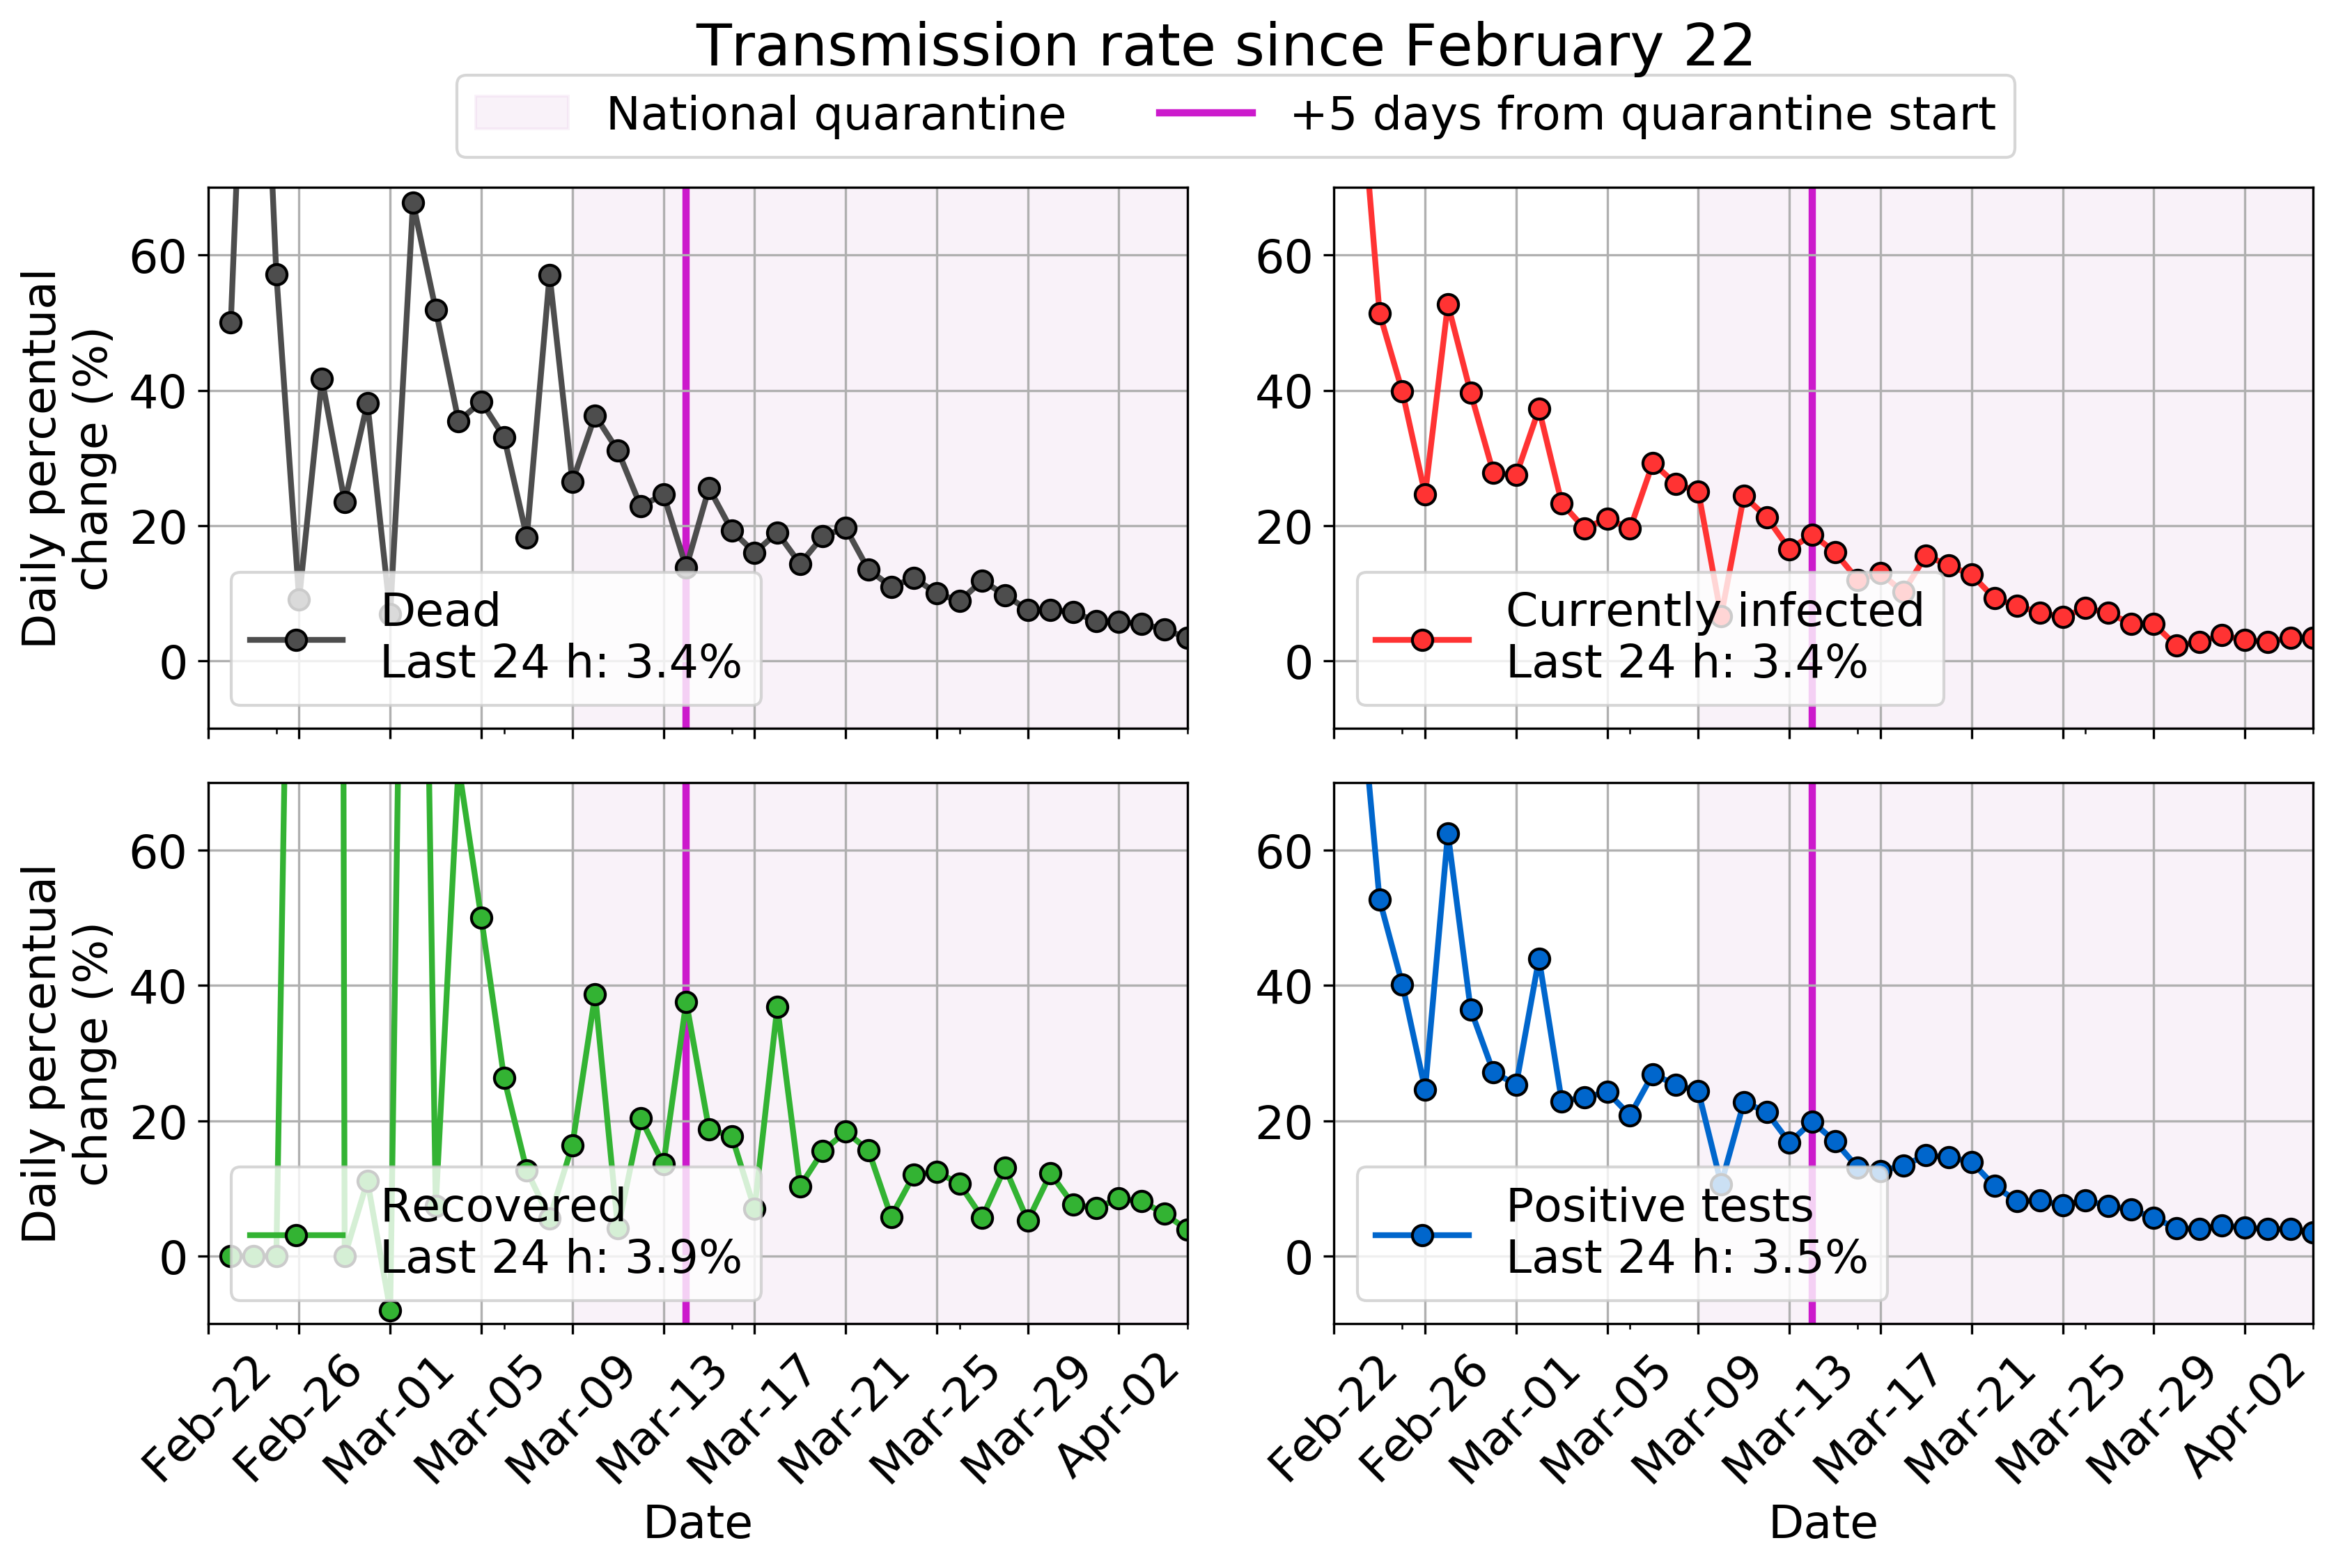 Transmission rate since February 22
National quarantine
+5 days from quarantine start
Daily percentual
change (%)
60
40
20
0
Dead
Last 24 h: 3.4%
60
40
20
0
Currently infected
Last 24 h: 3.4%
Daily percentual
change (%)
60
40
20
0
Recovered
Last 24 h: 3.9%
Feb-22
Feb-26
Mar-01
Mar-05
Mar-09
Mar-13
Mar-17
Mar-21
Mar-25
Mar-29
Apr-02
Date
60
40
20
0
Positive tests
Last 24 h: 3.5%
Feb-22
Feb-26
Mar-01
Mar-05
Mar-09
Mar-13
Mar-17
Mar-21
Mar-25
Mar-29
Apr-02
Date